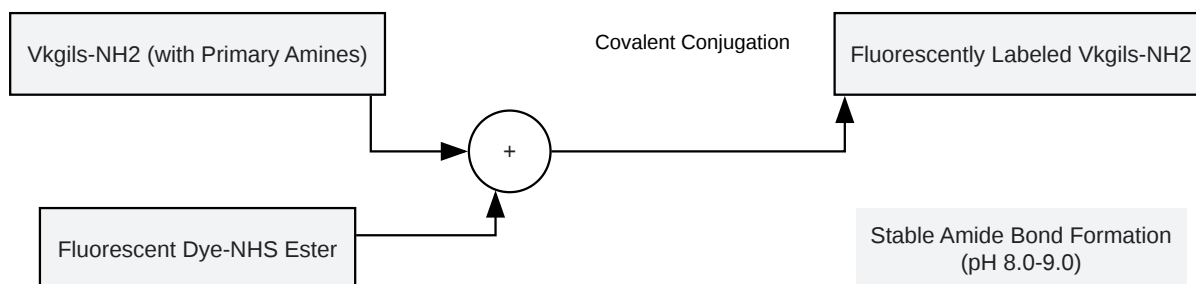 Vkgils-NH2 (with Primary Amines)
Covalent Conjugation
Fluorescently Labeled Vkgils-NH2
+
Fluorescent Dye-NHS Ester
Stable Amide Bond Formation
(pH 8.0-9.0)